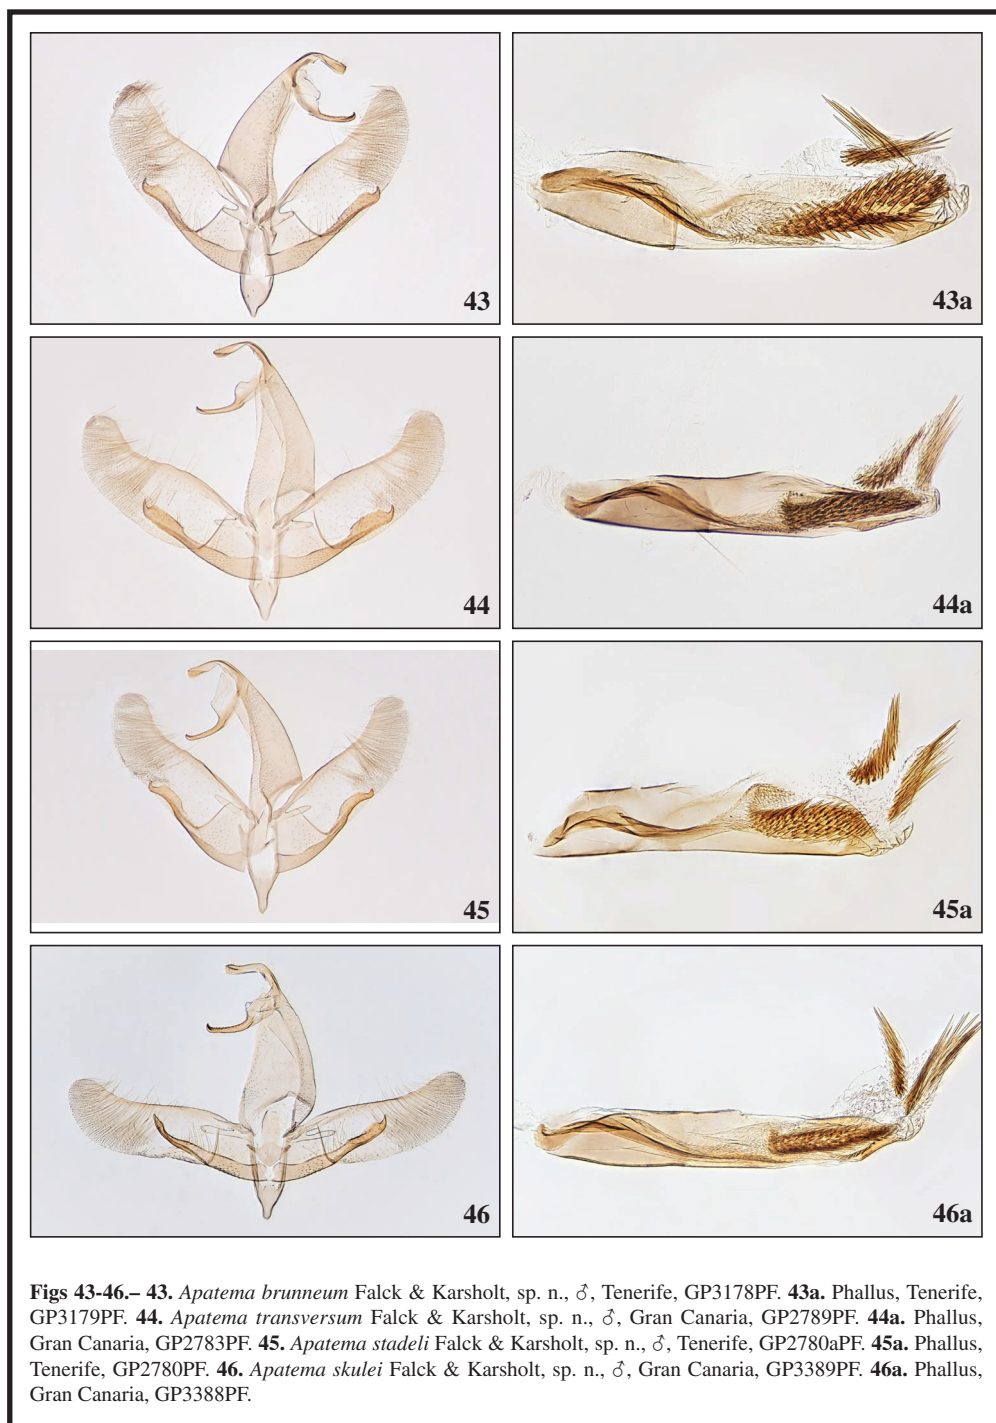 43
43a
44
44a
45
45a
46
46a
Figs 43-46.– 43. Apatema brunneum Falck & Karsholt, sp. n., ♂, Tenerife, GP3178PF. 43a. Phallus, Tenerife,
GP3179PF. 44. Apatema transversum Falck & Karsholt, sp. n., ♂, Gran Canaria, GP2789PF. 44a. Phallus,
Gran Canaria, GP2783PF. 45. Apatema stadeli Falck & Karsholt, sp. n., ♂, Tenerife, GP2780aPF. 45a. Phallus,
Tenerife, GP2780PF. 46. Apatema skulei Falck & Karsholt, sp. n., ♂, Gran Canaria, GP3389PF. 46a. Phallus,
Gran Canaria, GP3388PF.